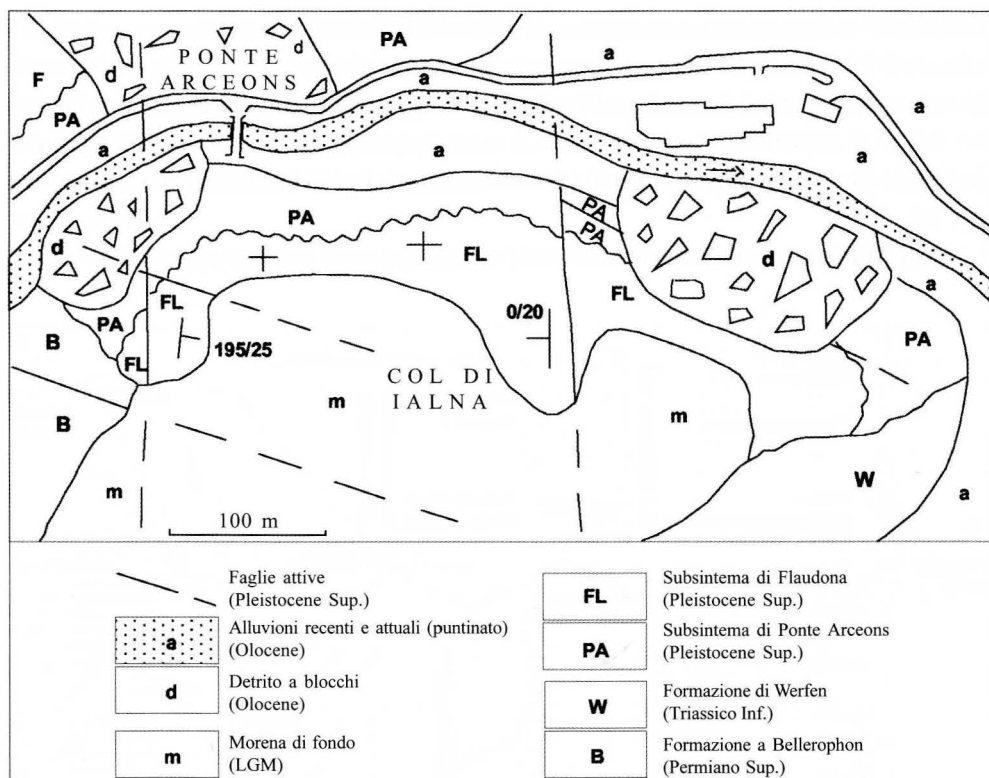 PA
a
d
PONTE
ARCEONS
d
a
F
PA
a
a
a
a
PA
PA
PA
d
FL
d
a
FL
FL
PA
PA
B
FL
195/25
0/20
COL DI
IALNA
m
m
B
W
m
a
100 m
Faglie attive
(Pleistocene Sup.)
a
Alluvioni recenti e attuali (puntinato)
(Olocene)
d
Detrito a blocchi
(Olocene)
m
Morena di fondo
(LGM)
FL
Subsintema di Flaudona
(Pleistocene Sup.)
PA
Subsintema di Ponte Arceons
(Pleistocene Sup.)
W
Formazione di Werfen
(Triassico Inf.)
B
Formazione a Bellerophon
(Permiano Sup.)